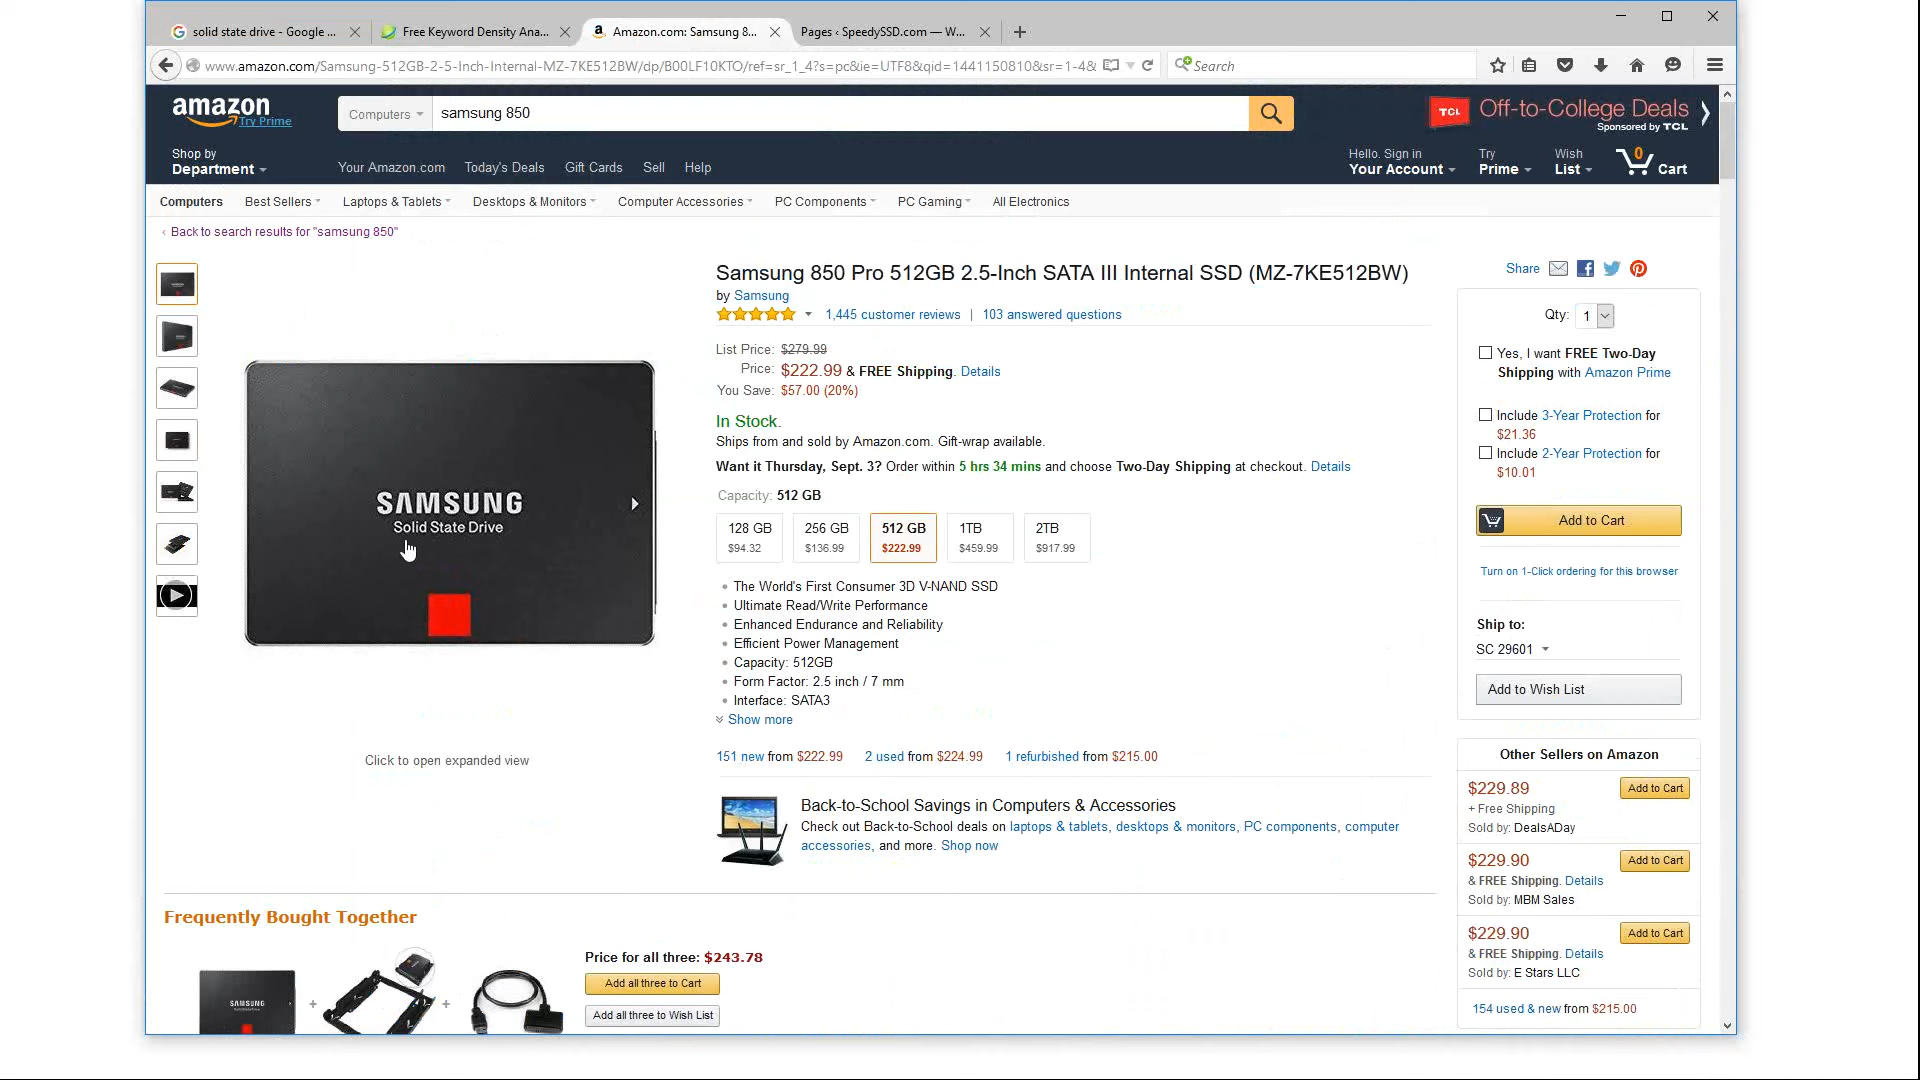 solid state drive - Google ...
Free Keyword Density Ana...
Amazon.com: Samsung 8...
Pages ‹ SpeedySSD.com — W...
www.amazon.com/Samsung-512GB-2-5-Inch-Internal-MZ-7KE512BW/dp/B00LF10KTO/ref=sr_1_4?s=pc&ie=UTF8&qid=1441150810&sr=1-4&
Search
amazon
Try Prime
Computers
samsung 850
TCL
Off-to-College Deals
Sponsored by TCL
Shop by
Department
Your Amazon.com
Today's Deals
Gift Cards
Sell
Help
Hello. Sign in
Your Account
Try
Prime
Wish
List
0
Cart
Computers
Best Sellers
Laptops & Tablets
Desktops & Monitors
Computer Accessories
PC Components
PC Gaming
All Electronics
‹ Back to search results for "samsung 850"
SAMSUNG
Solid State Drive
Click to open expanded view
Samsung 850 Pro 512GB 2.5-Inch SATA III Internal SSD (MZ-7KE512BW)
by Samsung
1,445 customer reviews | 103 answered questions
List Price: $279.99
Price: $222.99 & FREE Shipping. Details
You Save: $57.00 (20%)
In Stock.
Ships from and sold by Amazon.com. Gift-wrap available.
Want it Thursday, Sept. 3? Order within 5 hrs 34 mins and choose Two-Day Shipping at checkout. Details
Capacity: 512 GB
128 GB
$94.32
256 GB
$136.99
512 GB
$222.99
1TB
$459.99
2TB
$917.99
• The World's First Consumer 3D V-NAND SSD
• Ultimate Read/Write Performance
• Enhanced Endurance and Reliability
• Efficient Power Management
• Capacity: 512GB
• Form Factor: 2.5 inch / 7 mm
• Interface: SATA3
Show more
151 new from $222.99
2 used from $224.99
1 refurbished from $215.00
Back-to-School Savings in Computers & Accessories
Check out Back-to-School deals on laptops & tablets, desktops & monitors, PC components, computer
accessories, and more. Shop now
Share
Qty: 1
Yes, I want FREE Two-Day
Shipping with Amazon Prime
Include 3-Year Protection for
$21.36
Include 2-Year Protection for
$10.01
Add to Cart
Turn on 1-Click ordering for this browser
Ship to:
SC 29601
Add to Wish List
Other Sellers on Amazon
$229.89
Add to Cart
+ Free Shipping
Sold by: DealsADay
$229.90
Add to Cart
& FREE Shipping. Details
Sold by: MBM Sales
$229.90
Add to Cart
& FREE Shipping. Details
Sold by: E Stars LLC
154 used & new from $215.00
Frequently Bought Together
SAMSUNG
+
+
Price for all three: $243.78
Add all three to Cart
Add all three to Wish List